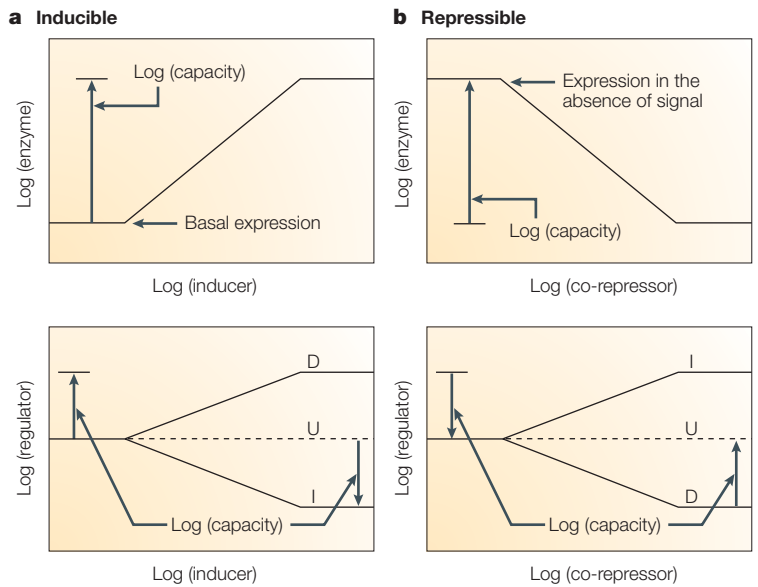 a Inducible
Log (capacity)
Basal expression
Log (enzyme)
Log (inducer)
b Repressible
Expression in the
absence of signal
Log (capacity)
Log (enzyme)
Log (co-repressor)
D
U
I
Log (capacity)
Log (regulator)
Log (inducer)
I
U
D
Log (capacity)
Log (regulator)
Log (co-repressor)